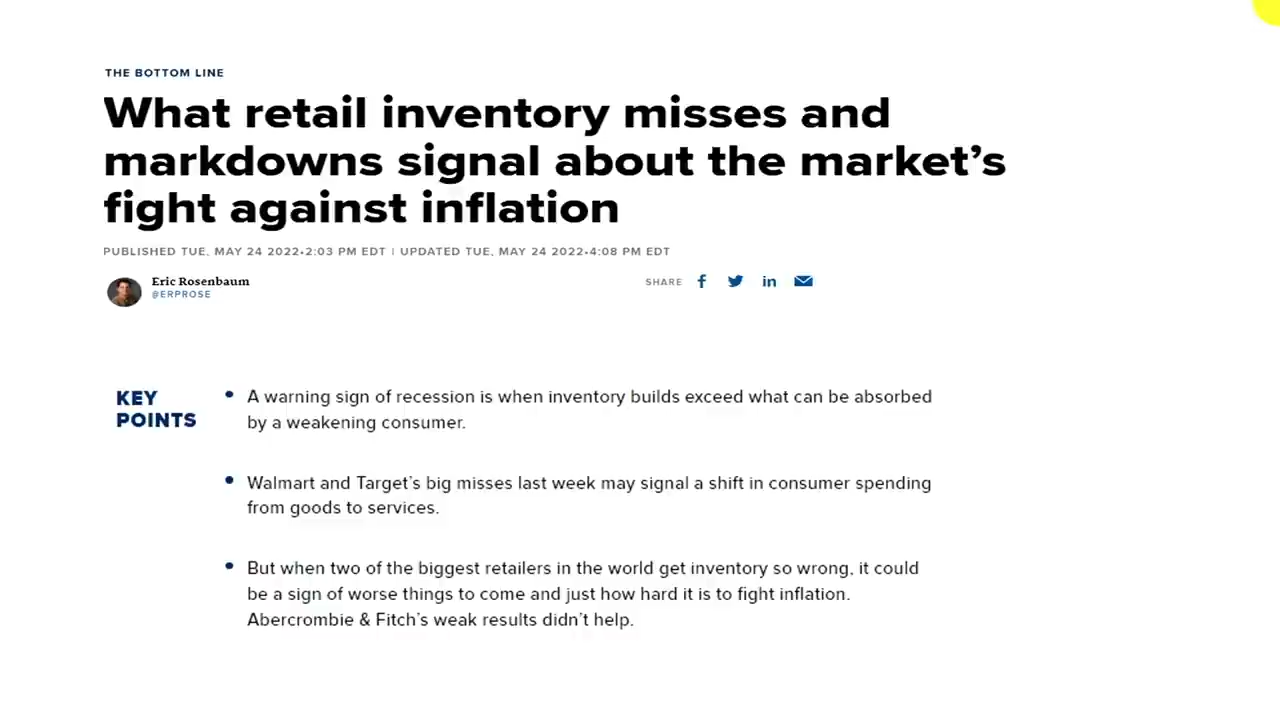 THE BOTTOM LINE
What retail inventory misses and
markdowns signal about the market’s
fight against inflation
PUBLISHED TUE, MAY 24 2022•2:03 PM EDT | UPDATED TUE, MAY 24 2022•4:08 PM EDT
Eric Rosenbaum
@ERPROSE
SHARE
KEY
POINTS
• A warning sign of recession is when inventory builds exceed what can be absorbed
by a weakening consumer.
• Walmart and Target’s big misses last week may signal a shift in consumer spending
from goods to services.
• But when two of the biggest retailers in the world get inventory so wrong, it could
be a sign of worse things to come and just how hard it is to fight inflation.
Abercrombie & Fitch’s weak results didn’t help.